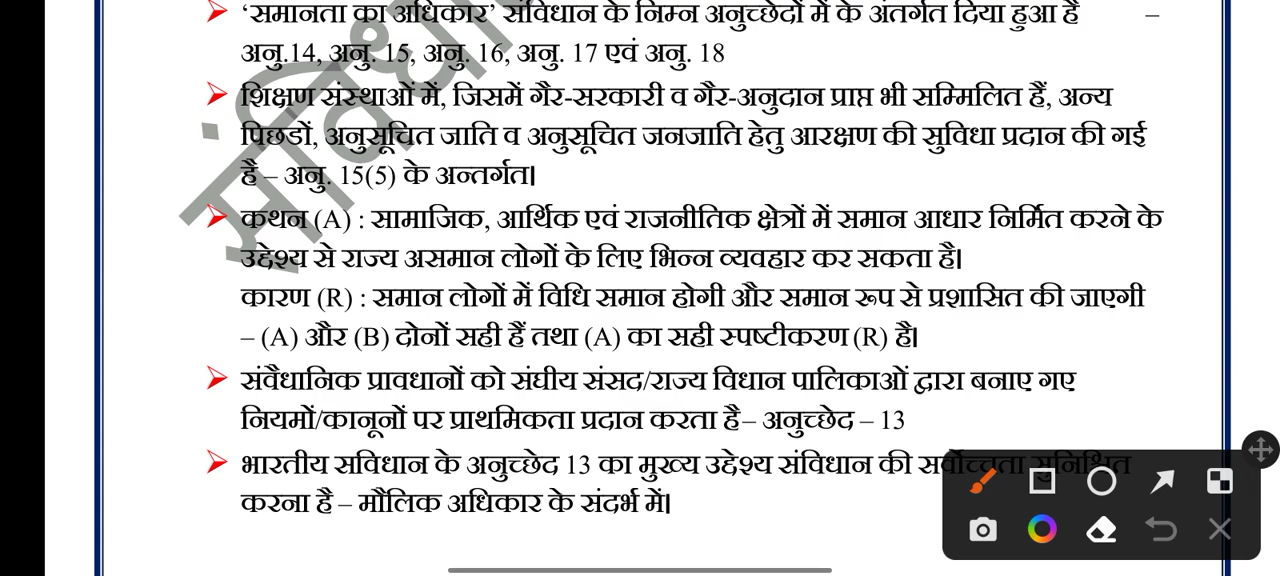 ‘समानता का अधिकार’ संविधान के निम्न अनुच्छेदों में के अंतर्गत दिया हुआ है –
अनु.14, अनु. 15, अनु. 16, अनु. 17 एवं अनु. 18
शिक्षण संस्थाओं में, जिसमें गैर-सरकारी व गैर-अनुदान प्राप्त भी सम्मिलित हैं, अन्य
पिछडों, अनुसूचित जाति व अनुसूचित जनजाति हेतु आरक्षण की सुविधा प्रदान की गई
है – अनु. 15(5) के अन्तर्गत।
कथन (A) : सामाजिक, आर्थिक एवं राजनीतिक क्षेत्रों में समान आधार निर्मित करने के
उद्देश्य से राज्य असमान लोगों के लिए भिन्न व्यवहार कर सकता है।
कारण (R) : समान लोगों में विधि समान होगी और समान रूप से प्रशासित की जाएगी
– (A) और (B) दोनों सही हैं तथा (A) का सही स्पष्टीकरण (R) है।
संवैधानिक प्रावधानों को संघीय संसद/राज्य विधान पालिकाओं द्वारा बनाए गए
नियमों/कानूनों पर प्राथमिकता प्रदान करता है– अनुच्छेद – 13
भारतीय सविधान के अनुच्छेद 13 का मुख्य उद्देश्य संविधान की सर्वोच्चता सुनिश्चित
करना है – मौलिक अधिकार के संदर्भ में।